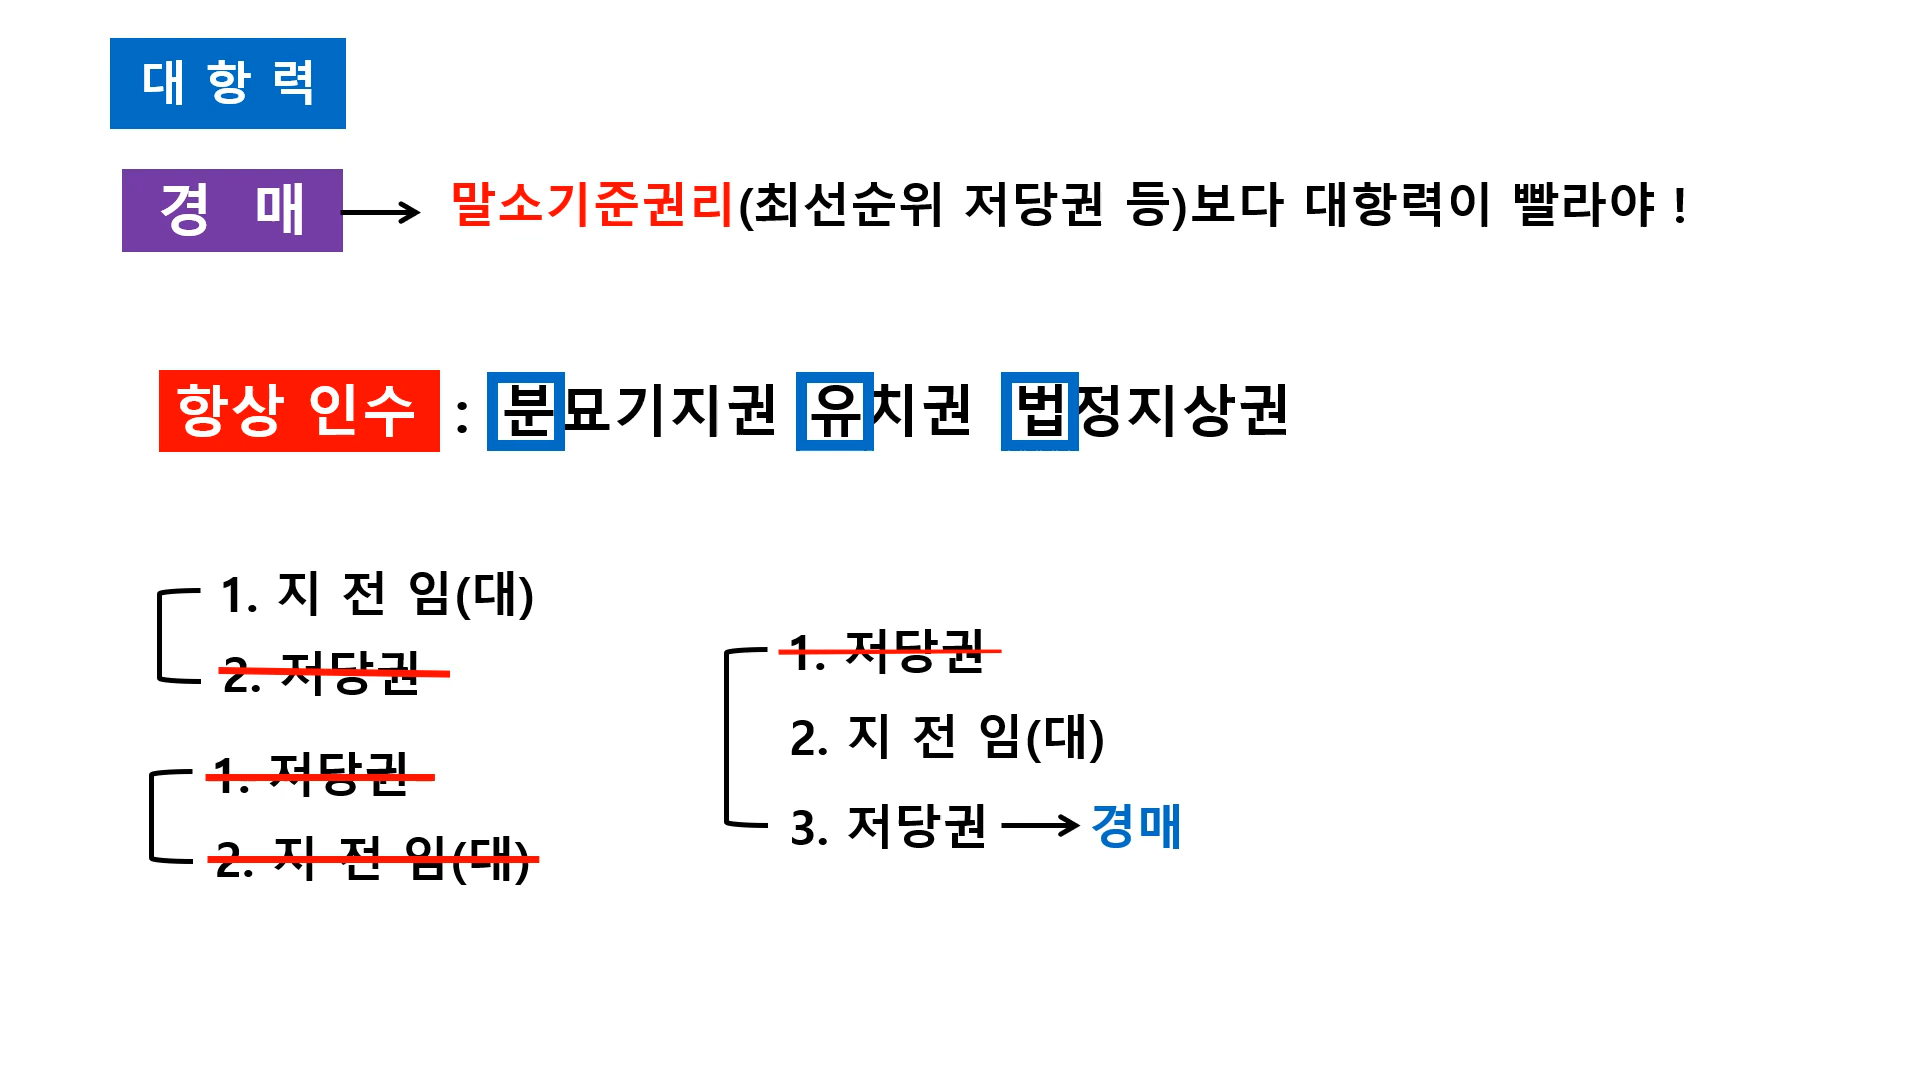 대 항 력
경 매 → 말소기준권리(최선순위 저당권 등)보다 대항력이 빨라야 !
항상 인수 : 분묘기지권 유치권 법정지상권
1. 지 전 임(대)
2. 저당권
1. 저당권
2. 지 전 임(대)
1. 저당권
2. 지 전 임(대)
3. 저당권 → 경매